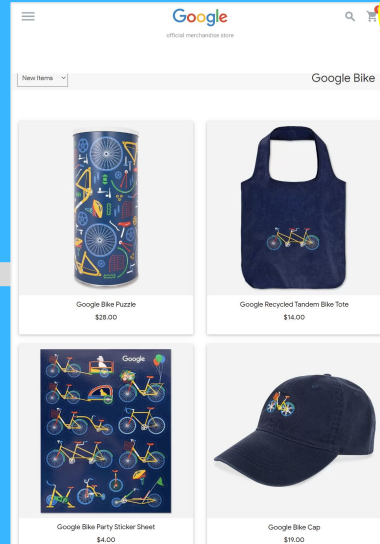 Google
official merchandise store
New Items
Google Bike
Google Bike Puzzle
$28.00
Google Recycled Tandem Bike Tote
$14.00
Google
Google Bike Party Sticker Sheet
$4.00
Google Bike Cap
$19.00